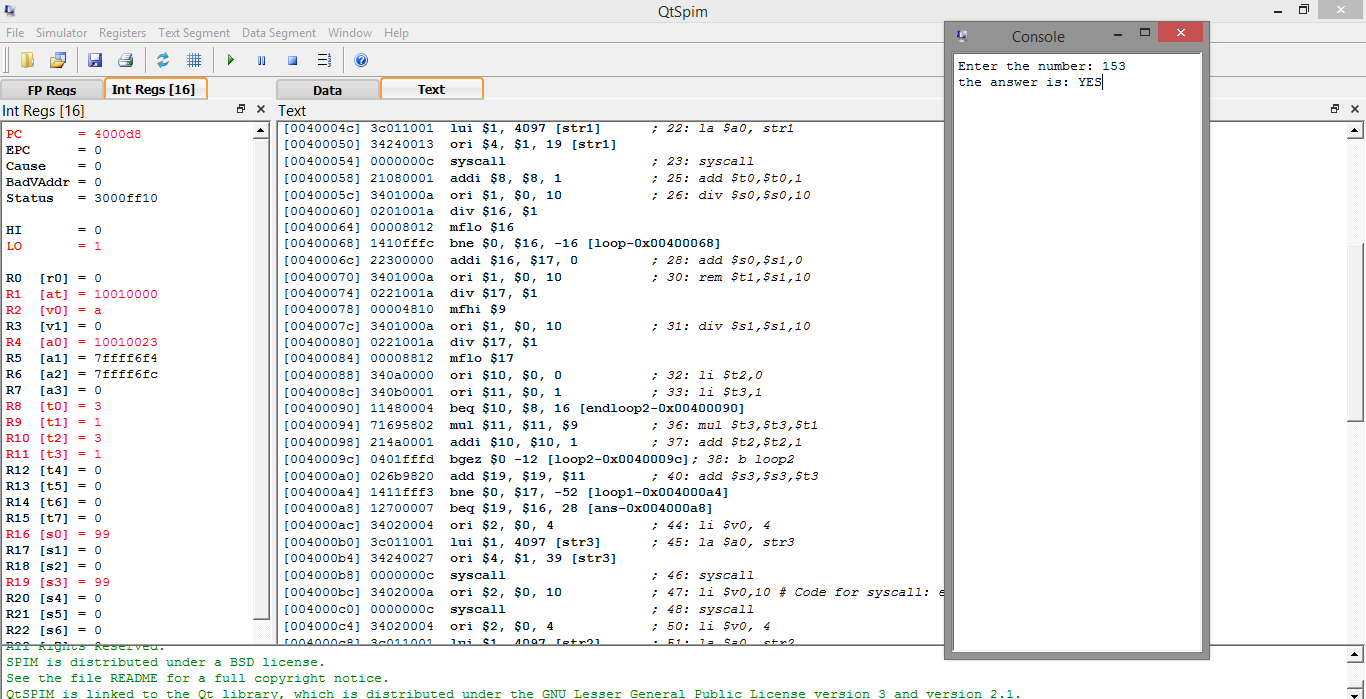 QtSpim
File Simulator Registers Text Segment Data Segment Window Help
FP Regs Int Regs [16] Data Text
Int Regs [16]
PC = 4000d8
EPC = 0
Cause = 0
BadVAddr = 0
Status = 3000ff10
HI = 0
LO = 1
R0 [r0] = 0
R1 [at] = 10010000
R2 [v0] = a
R3 [v1] = 0
R4 [a0] = 10010023
R5 [a1] = 7ffff6f4
R6 [a2] = 7ffff6fc
R7 [a3] = 0
R8 [t0] = 3
R9 [t1] = 1
R10 [t2] = 3
R11 [t3] = 1
R12 [t4] = 0
R13 [t5] = 0
R14 [t6] = 0
R15 [t7] = 0
R16 [s0] = 99
R17 [s1] = 0
R18 [s2] = 0
R19 [s3] = 99
R20 [s4] = 0
R21 [s5] = 0
R22 [s6] = 0
Text
[0040004c] 3c011001 lui $1, 4097 [str1] ; 22: la $a0, str1
[00400050] 34240013 ori $4, $1, 19 [str1]
[00400054] 0000000c syscall ; 23: syscall
[00400058] 21080001 addi $8, $8, 1 ; 25: add $t0,$t0,1
[0040005c] 3401000a ori $1, $0, 10 ; 26: div $s0,$s0,10
[00400060] 0201001a div $16, $1
[00400064] 00008012 mflo $16
[00400068] 1410fffc bne $0, $16, -16 [loop-0x00400068]
[0040006c] 22300000 addi $16, $17, 0 ; 28: add $s0,$s1,0
[00400070] 3401000a ori $1, $0, 10 ; 30: rem $t1,$s1,10
[00400074] 0221001a div $17, $1
[00400078] 00004810 mfhi $9
[0040007c] 3401000a ori $1, $0, 10 ; 31: div $s1,$s1,10
[00400080] 0221001a div $17, $1
[00400084] 00008812 mflo $17
[00400088] 340a0000 ori $10, $0, 0 ; 32: li $t2,0
[0040008c] 340b0001 ori $11, $0, 1 ; 33: li $t3,1
[00400090] 11480004 beq $10, $8, 16 [endloop2-0x00400090]
[00400094] 71695802 mul $11, $11, $9 ; 36: mul $t3,$t3,$t1
[00400098] 214a0001 addi $10, $10, 1 ; 37: add $t2,$t2,1
[0040009c] 0401fffd bgez $0 -12 [loop2-0x0040009c]; 38: b loop2
[004000a0] 026b9820 add $19, $19, $11 ; 40: add $s3,$s3,$t3
[004000a4] 1411fff3 bne $0, $17, -52 [loop1-0x004000a4]
[004000a8] 12700007 beq $19, $16, 28 [ans-0x004000a8]
[004000ac] 34020004 ori $2, $0, 4 ; 44: li $v0, 4
[004000b0] 3c011001 lui $1, 4097 [str3] ; 45: la $a0, str3
[004000b4] 34240027 ori $4, $1, 39 [str3]
[004000b8] 0000000c syscall ; 46: syscall
[004000bc] 3402000a ori $2, $0, 10 ; 47: li $v0,10 # Code for syscall: e
[004000c0] 0000000c syscall ; 48: syscall
[004000c4] 34020004 ori $2, $0, 4 ; 50: li $v0, 4
[004000c8] 3c011001 lui $1, 4097 [str2] ; 51: la $a0, str2
Console
Enter the number: 153
the answer is: YES
All Rights Reserved.
SPIM is distributed under a BSD license.
See the file README for a full copyright notice.
QtSPIM is linked to the Qt library, which is distributed under the GNU Lesser General Public License version 3 and version 2.1.